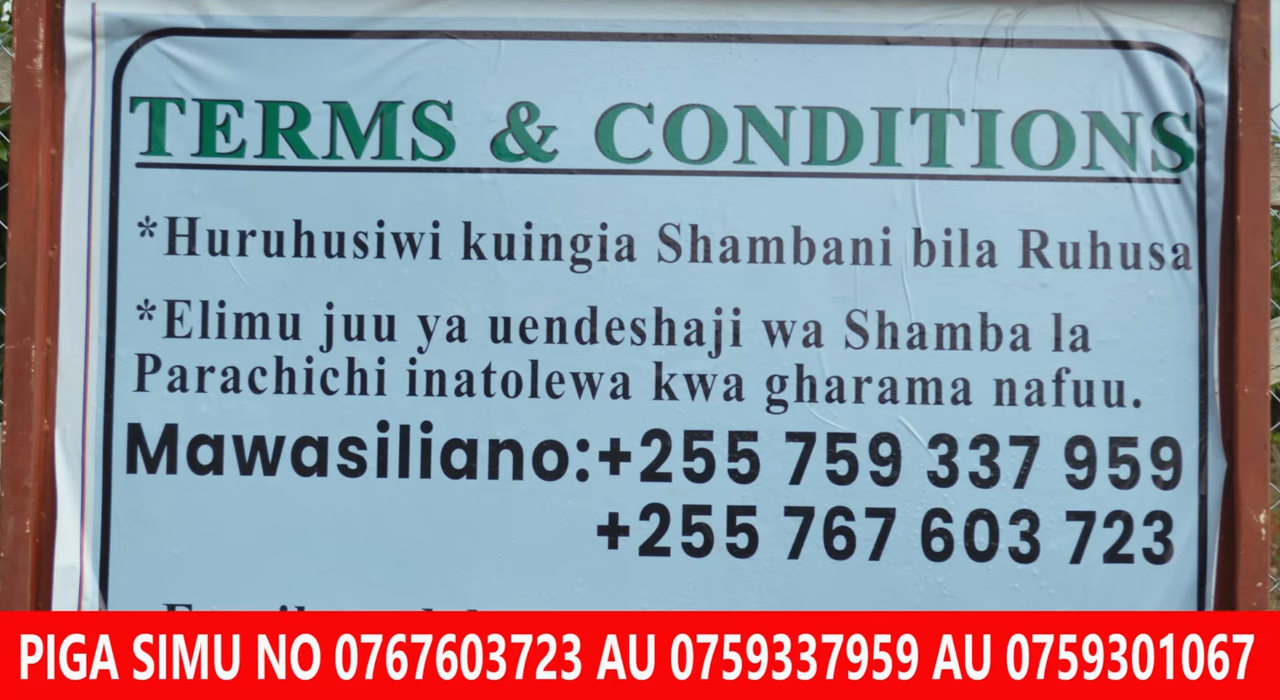 TERMS & CONDITIONS
*Huruhusiwi kuingia Shambani bila Ruhusa
*Elimu juu ya uendeshaji wa Shamba la
Parachichi inatolewa kwa gharama nafuu.
Mawasiliano:+255 759 337 959
+255 767 603 723
PIGA SIMU NO 0767603723 AU 0759337959 AU 0759301067